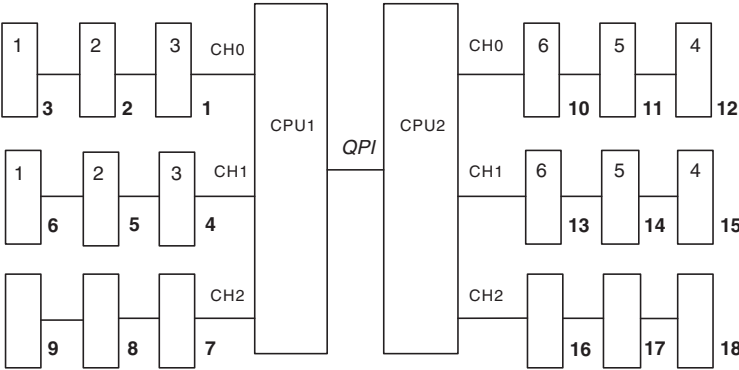 1 2 3 CH0 CH0 6 5 4
3 2 1 10 11 12
CPU1 QPI CPU2
1 2 3 CH1 CH1 6 5 4
6 5 4 13 14 15
CH2 CH2
9 8 7 16 17 18